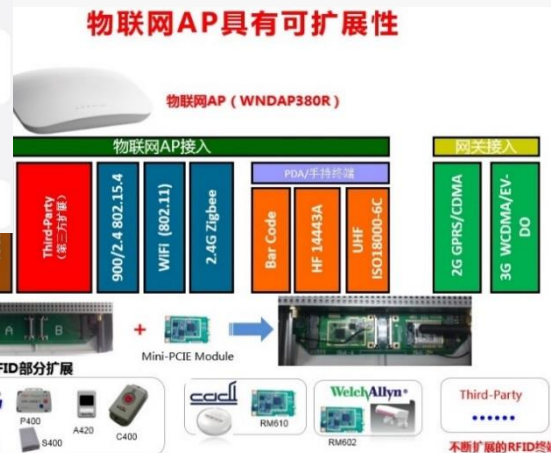 物联网AP具有可扩展性
物联网AP（WNDAP380R）
物联网AP接入
网关接入
PDA/手持终端
Third-Party
（第三方扩展）
900/2.4 802.15.4
WiFi (802.11)
2.4G Zigbee
Bar Code
HF 14443A
UHF
ISO18000-6C
2G GPRS/CDMA
3G WCDMA/EV-
DO
A
B
+
Mini-PCIE Module
FID部分扩展
P400
S400
A420
C400
RM610
WelchAllyn®
RM602
Third-Party
......
不断扩展的RFID终端